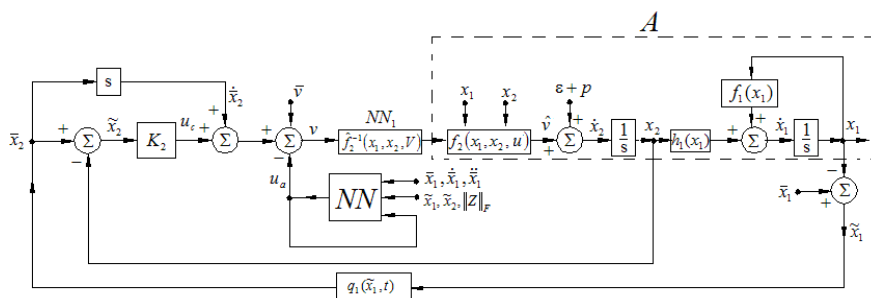 A
s
ẋ̄₂
v̄
x₁
x₂
ε + p
f₁(x₁)
x̄₂
+
Σ
−
x̃₂
K₂
u_c
+
+
Σ
+
Σ
−
v
NN₁
f̂₂⁻¹(x₁, x₂, V)
f₂(x₁, x₂, u)
v̂
+
+
Σ
ẋ₂
1/s
x₂
h₁(x₁)
+
+
Σ
ẋ₁
1/s
x₁
u_a
NN
x̄₁, ẋ̄₁, ẍ̄₁
x̃₁, x̃₂, ‖Z‖_F
x̄₁
+
−
Σ
x̃₁
q₁(x̃₁, t)